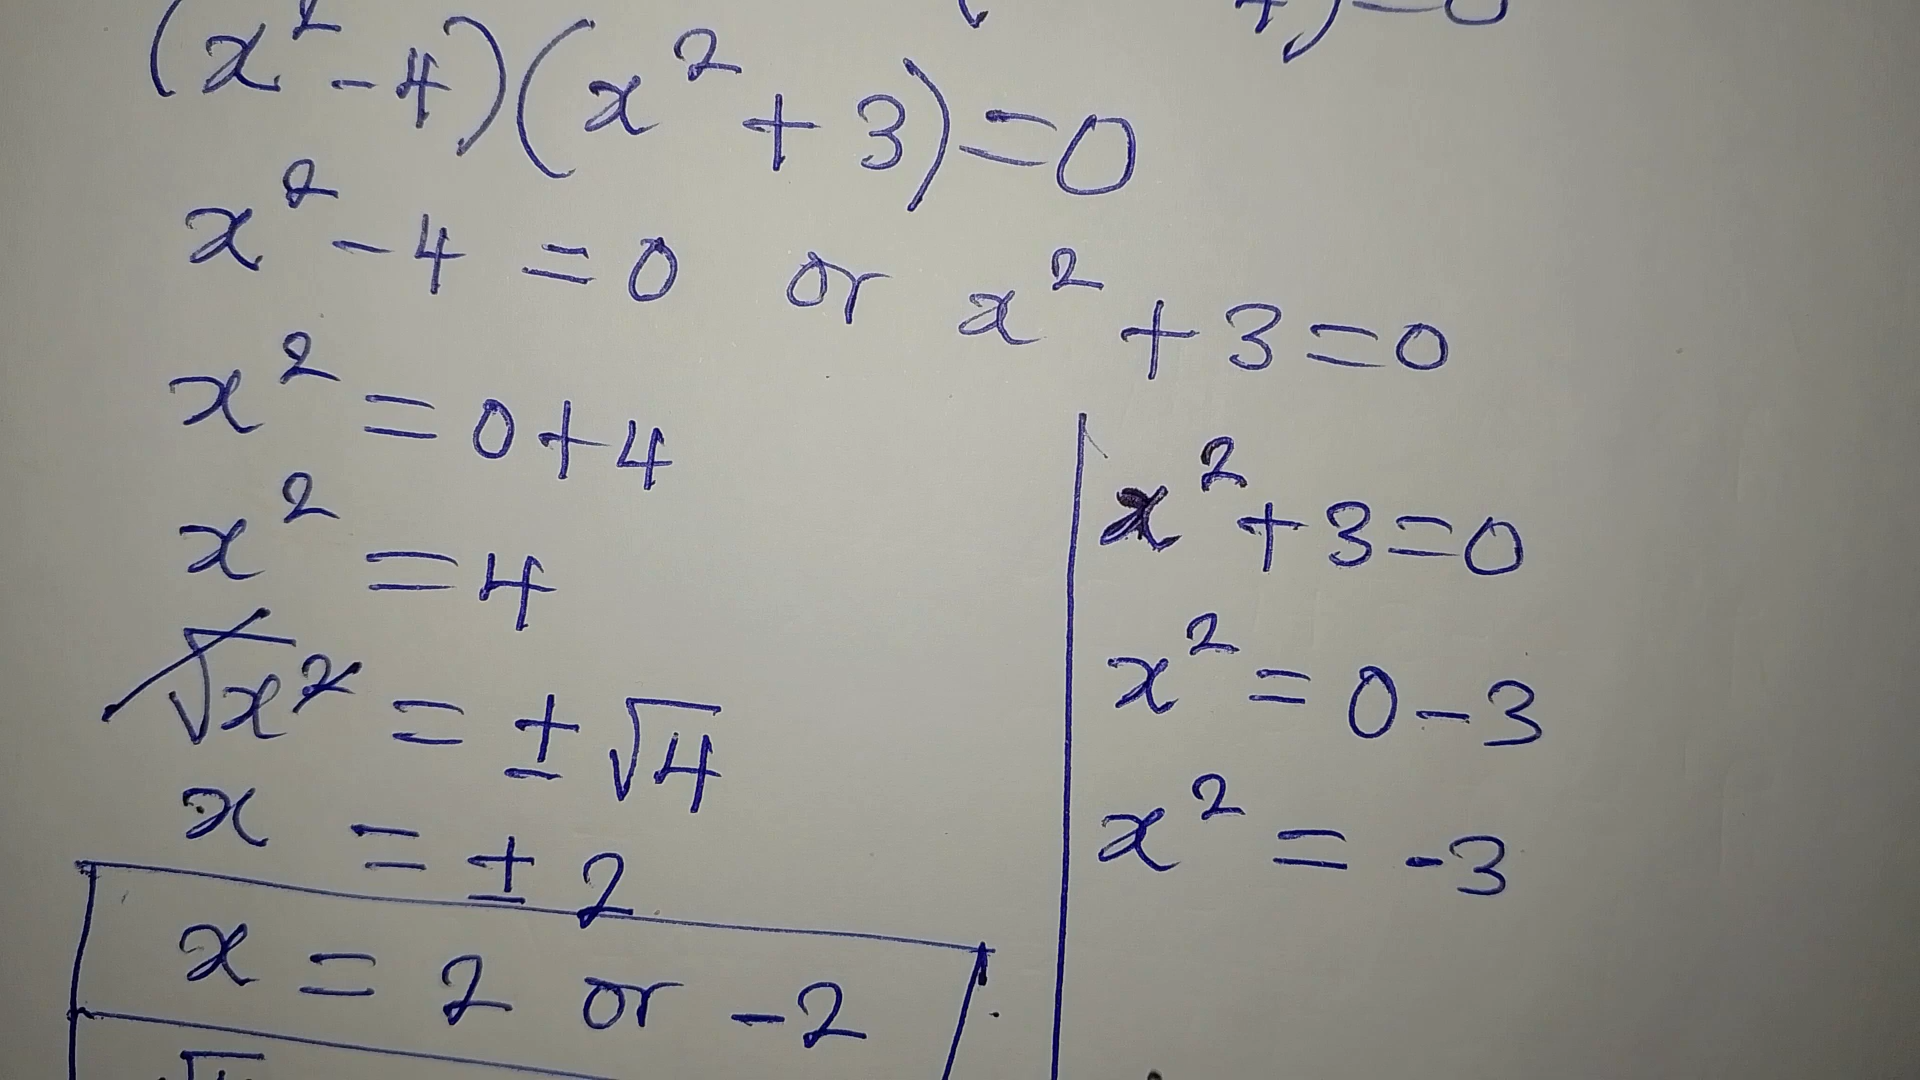 (x² - 4)(x² + 3) = 0
x² - 4 = 0 or x² + 3 = 0
x² = 0 + 4
x² = 4
√x² = ± √4
x = ± 2
x = 2 or -2
x² + 3 = 0
x² = 0 - 3
x² = -3